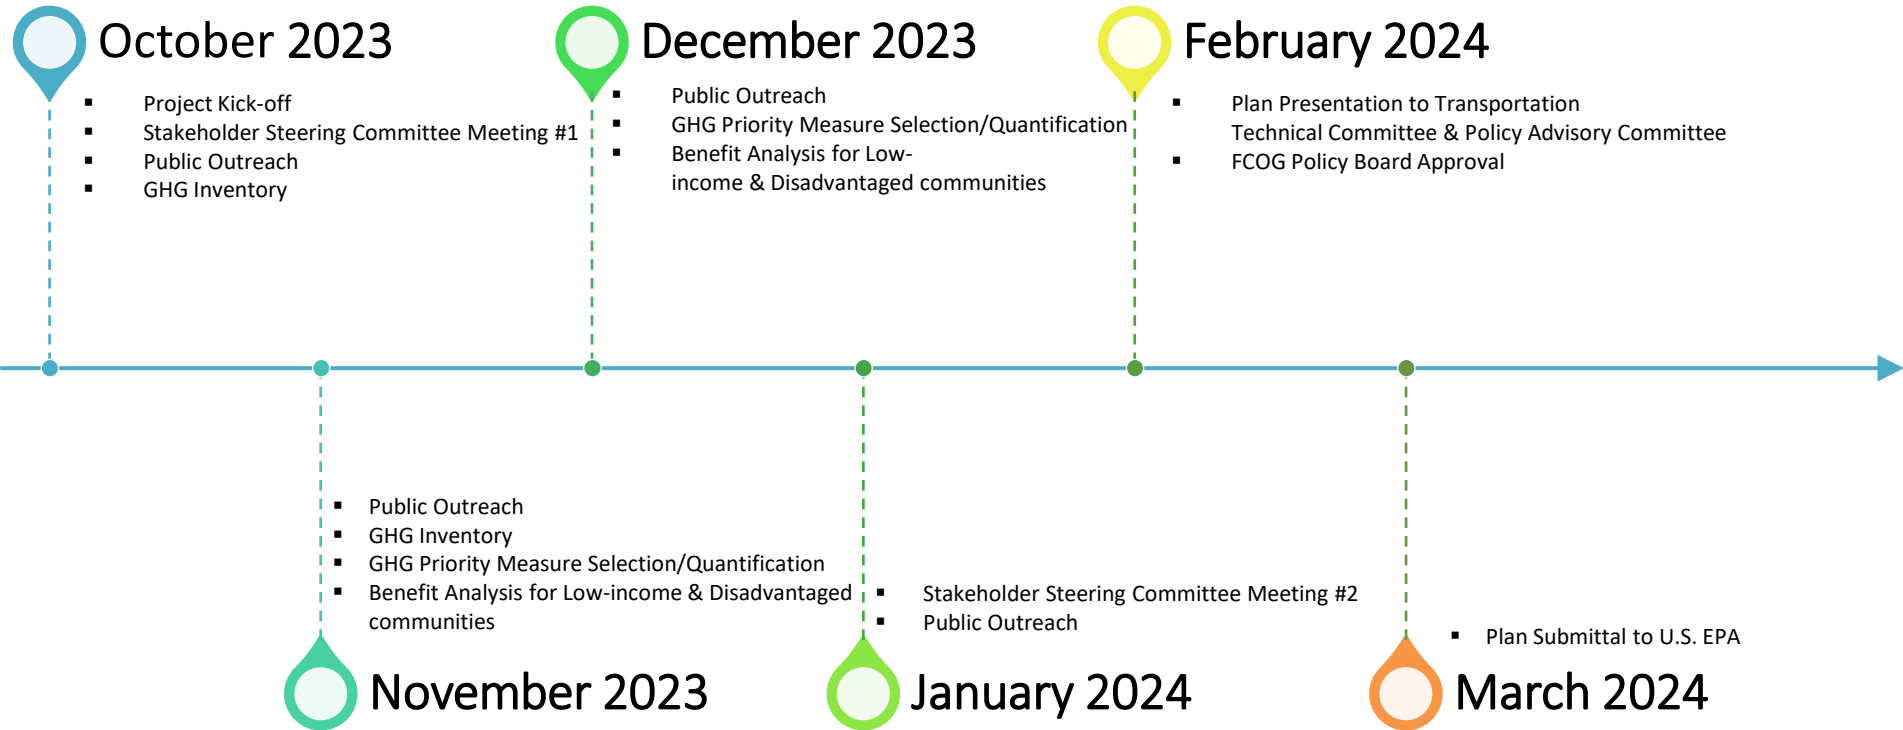 October 2023
▪ Project Kick-off
▪ Stakeholder Steering Committee Meeting #1
▪ Public Outreach
▪ GHG Inventory
December 2023
▪ Public Outreach
▪ GHG Priority Measure Selection/Quantification
▪ Benefit Analysis for Low-
income & Disadvantaged communities
February 2024
▪ Plan Presentation to Transportation
Technical Committee & Policy Advisory Committee
▪ FCOG Policy Board Approval
▪ Public Outreach
▪ GHG Inventory
▪ GHG Priority Measure Selection/Quantification
▪ Benefit Analysis for Low-income & Disadvantaged
communities
November 2023
▪ Stakeholder Steering Committee Meeting #2
▪ Public Outreach
January 2024
▪ Plan Submittal to U.S. EPA
March 2024